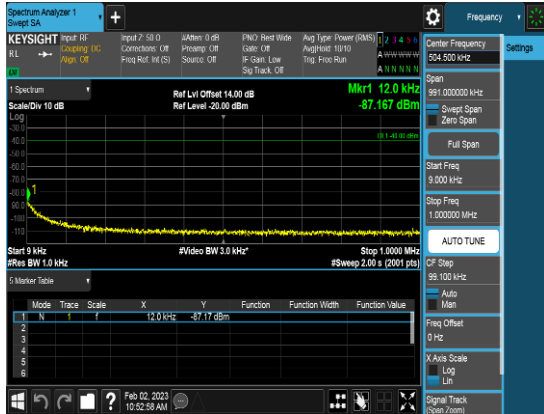 Spectrum Analyzer 1
Swept SA
Frequency
KEYSIGHT
RL
Input: RF
Coupling: DC
Align: Off
Input Z: 50 Ω
Corrections: Off
Freq Ref: Int (S)
#Atten: 0 dB
Preamp: Off
Source: Off
PNO: Best Wide
Gate: Off
IF Gain: Low
Sig Track: Off
Avg Type: Power (RMS)
Avg|Hold: 10/10
Trig: Free Run
1 2 3 4 5 6
A W W W W W
A N N N N N
1 Spectrum
Scale/Div 10 dB
Ref Lvl Offset 14.00 dB
Ref Level -20.00 dBm
Mkr1 12.0 kHz
-87.167 dBm
Log
-30.0
-40.0
-50.0
-60.0
-70.0
-80.0
-90.0
-100
-110
DL1 -40.00 dBm
1
Start 9 kHz
#Res BW 1.0 kHz
#Video BW 3.0 kHz*
Stop 1.0000 MHz
#Sweep 2.00 s (2001 pts)
5 Marker Table
Mode Trace Scale X Y Function Function Width Function Value
1 N 1 f 12.0 kHz -87.17 dBm
2
3
4
5
6
Feb 02, 2023
10:52:58 AM
Center Frequency
504.500 kHz
Settings
Span
991.000000 kHz
Swept Span
Zero Span
Full Span
Start Freq
9.000 kHz
Stop Freq
1.000000 MHz
AUTO TUNE
CF Step
99.100 kHz
Auto
Man
Freq Offset
0 Hz
X Axis Scale
Log
Lin
Signal Track
(Span Zoom)